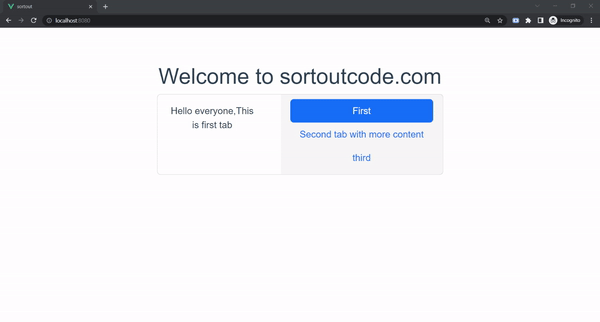 sortout
localhost:8080
Incognito
Welcome to sortoutcode.com
Hello everyone,This
is first tab
First
Second tab with more content
third